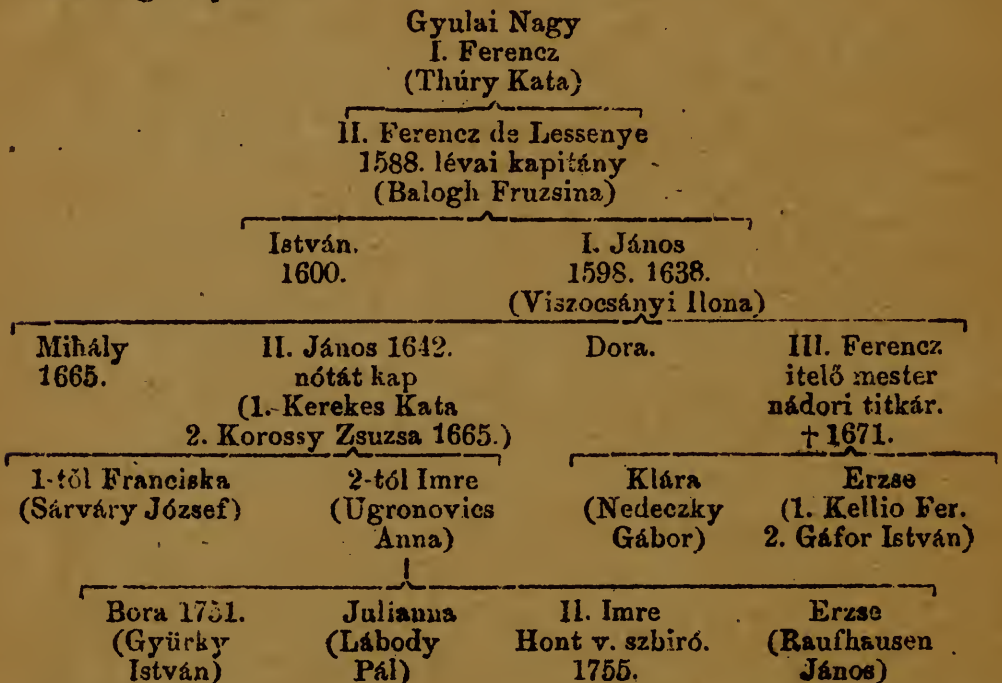 Gyulai Nagy
I. Ferencz
(Thúry Kata)
II. Ferencz de Lessenye
1588. lévai kapitány
(Balogh Fruzsina)
István. I. János
1600. 1598. 1638.
(Viszocsányi Ilona)
Mihály II. János 1642. Dora. III. Ferencz
1665. nótát kap itelő mester
(1. Kerekes Kata nádori titkár.
2. Korossy Zsuzsa 1665.) † 1671.
1-től Franciska 2-tól Imre Klára Erzse
(Sárváry József) (Ugronovics (Nedeczky (1. Kellio Fer.
Anna) Gábor) 2. Gáfor István)
Bora Julianna II. Imre Erzse
(Gyürky (Lábody Hont v. szbiró. (Raufhausen
István) Pál) 1755. János)